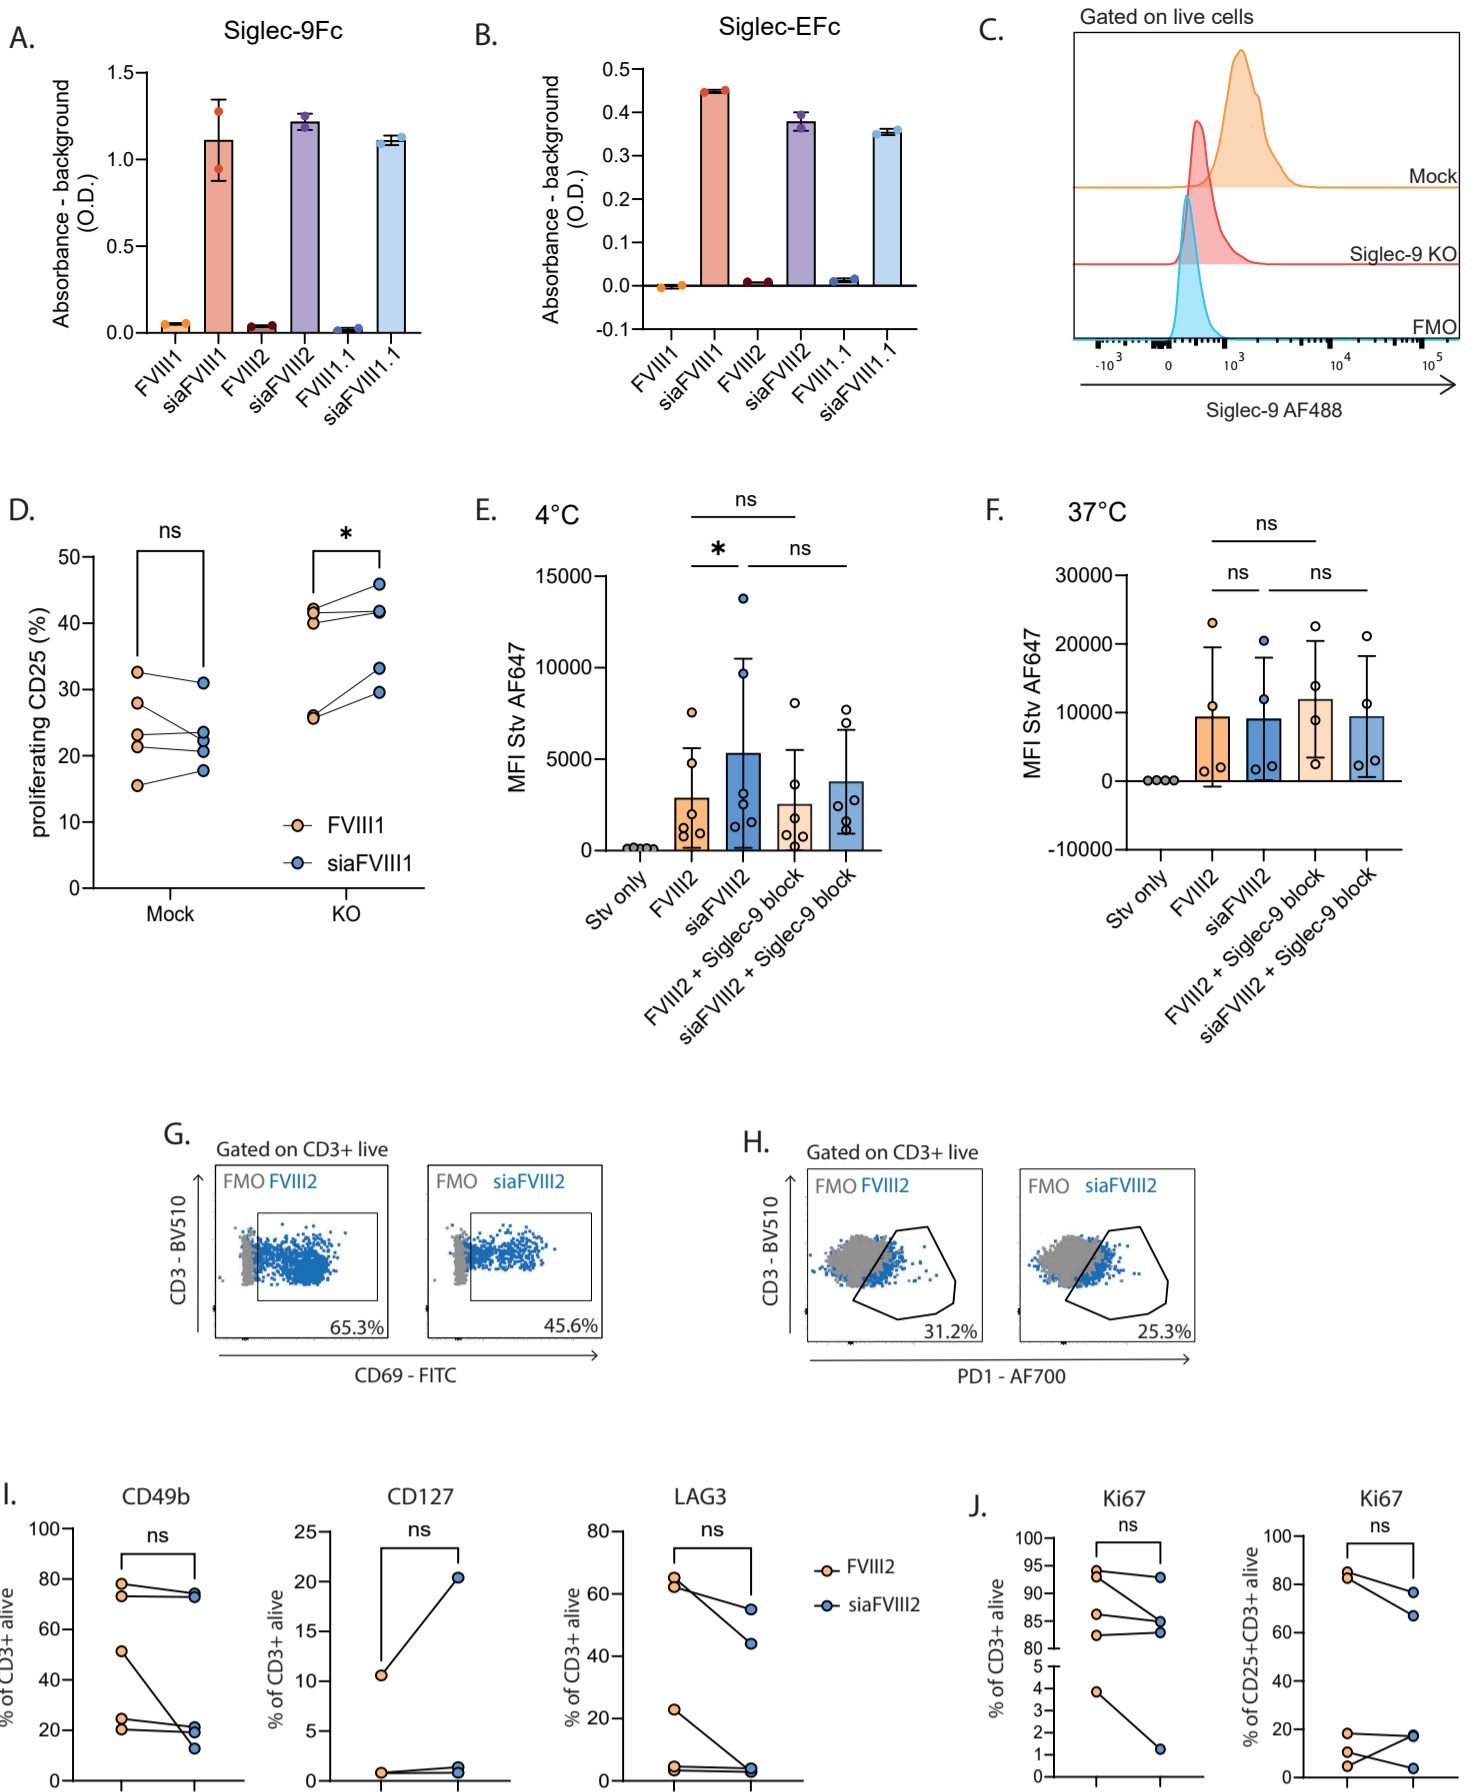 A.
Siglec-9Fc
Absorbance - background
(O.D.)
1.5
1.0
0.5
0.0
FVIII1
siaFVIII1
FVIII2
siaFVIII2
FVIII1.1
siaFVIII1.1
B.
Siglec-EFc
Absorbance - background
(O.D.)
0.5
0.4
0.3
0.2
0.1
0.0
-0.1
FVIII1
siaFVIII1
FVIII2
siaFVIII2
FVIII1.1
siaFVIII1.1
C.
Gated on live cells
Mock
Siglec-9 KO
FMO
-10³ 0 10³ 10⁴ 10⁵
Siglec-9 AF488
D.
proliferating CD25 (%)
50
40
30
20
10
0
ns
*
FVIII1
siaFVIII1
Mock KO
E.
4°C
MFI Stv AF647
15000
10000
5000
0
ns
* ns
Stv only
FVIII2
siaFVIII2
FVIII2 + Siglec-9 block
siaFVIII2 + Siglec-9 block
F.
37°C
MFI Stv AF647
30000
20000
10000
0
-10000
ns
ns ns
Stv only
FVIII2
siaFVIII2
FVIII2 + Siglec-9 block
siaFVIII2 + Siglec-9 block
G.
Gated on CD3+ live
CD3 - BV510
FMO FVIII2
65.3%
FMO siaFVIII2
45.6%
CD69 - FITC
H.
Gated on CD3+ live
CD3 - BV510
FMO FVIII2
31.2%
FMO siaFVIII2
25.3%
PD1 - AF700
I.
CD49b
% of CD3+ alive
100
80
60
40
20
0
ns
CD127
% of CD3+ alive
25
20
15
10
5
0
ns
LAG3
% of CD3+ alive
80
60
40
20
0
ns
FVIII2
siaFVIII2
J.
Ki67
% of CD3+ alive
100
95
90
85
80
5
4
3
2
1
0
ns
Ki67
% of CD25+CD3+ alive
100
80
60
40
20
0
ns